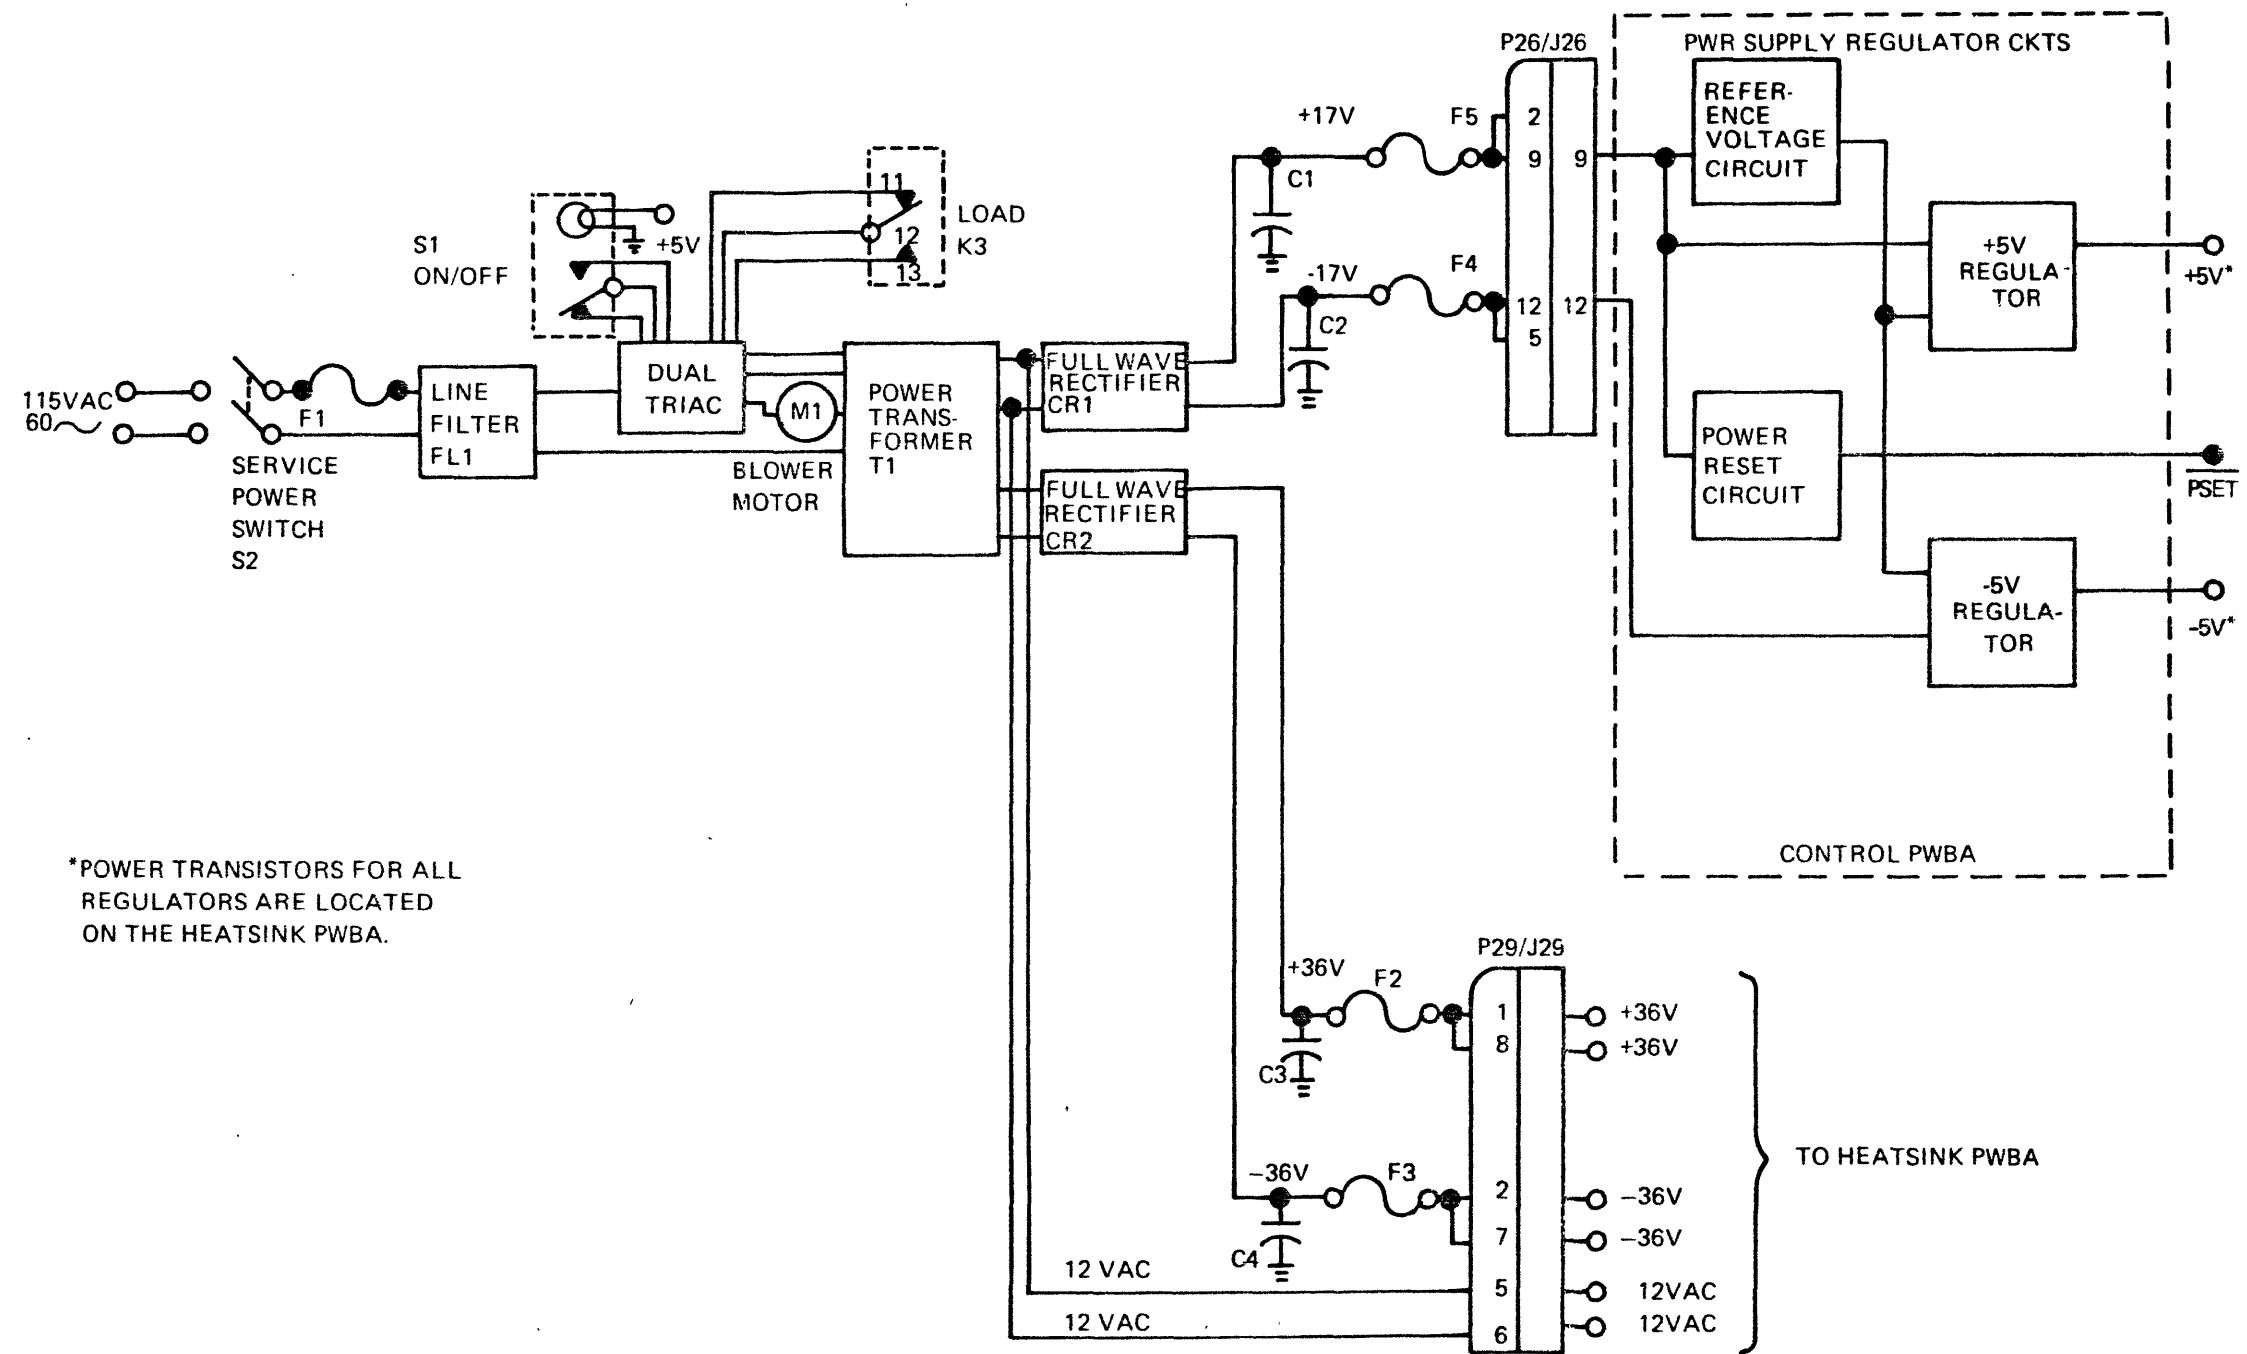 P26/J26
PWR SUPPLY REGULATOR CKTS
REFER-
ENCE
VOLTAGE
CIRCUIT
+17V
F5
2
9
9
C1
-17V
F4
12
12
5
C2
+5V
REGULA-
TOR
+5V*
POWER
RESET
CIRCUIT
PSET
-5V
REGULA-
TOR
-5V*
CONTROL PWBA
S1
ON/OFF
+5V
11
12
13
LOAD
K3
115VAC
60
F1
SERVICE
POWER
SWITCH
S2
LINE
FILTER
FL1
DUAL
TRIAC
M1
BLOWER
MOTOR
POWER
TRANS-
FORMER
T1
FULL WAVE
RECTIFIER
CR1
FULL WAVE
RECTIFIER
CR2
*POWER TRANSISTORS FOR ALL
REGULATORS ARE LOCATED
ON THE HEATSINK PWBA.
P29/J29
+36V
F2
1
+36V
8
+36V
C3
−36V
F3
2
−36V
7
−36V
C4
12 VAC
5
12VAC
12 VAC
6
12VAC
TO HEATSINK PWBA